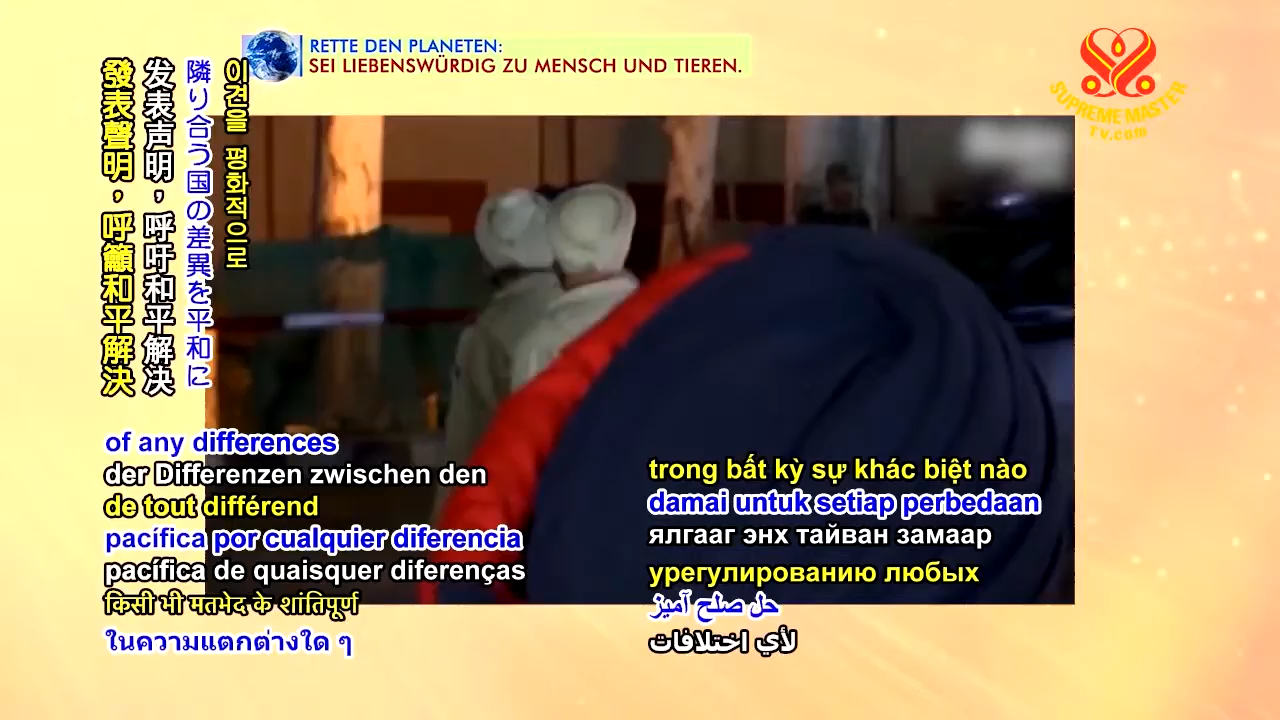 RETTE DEN PLANETEN:
SEI LIEBENSWÜRDIG ZU MENSCH UND TIEREN.
SUPREME MASTER
TV.com
發表聲明，呼籲和平解決
发表声明，呼吁和平解决
隣り合う国の差異を平和に
이견을 평화적으로
of any differences
der Differenzen zwischen den
de tout différend
pacífica por cualquier diferencia
pacífica de quaisquer diferenças
किसी भी मतभेद के शांतिपूर्ण
ในความแตกต่างใด ๆ
trong bất kỳ sự khác biệt nào
damai untuk setiap perbedaan
ялгааг энх тайван замаар
урегулированию любых
حل صلح آمیز
لأي اختلافات